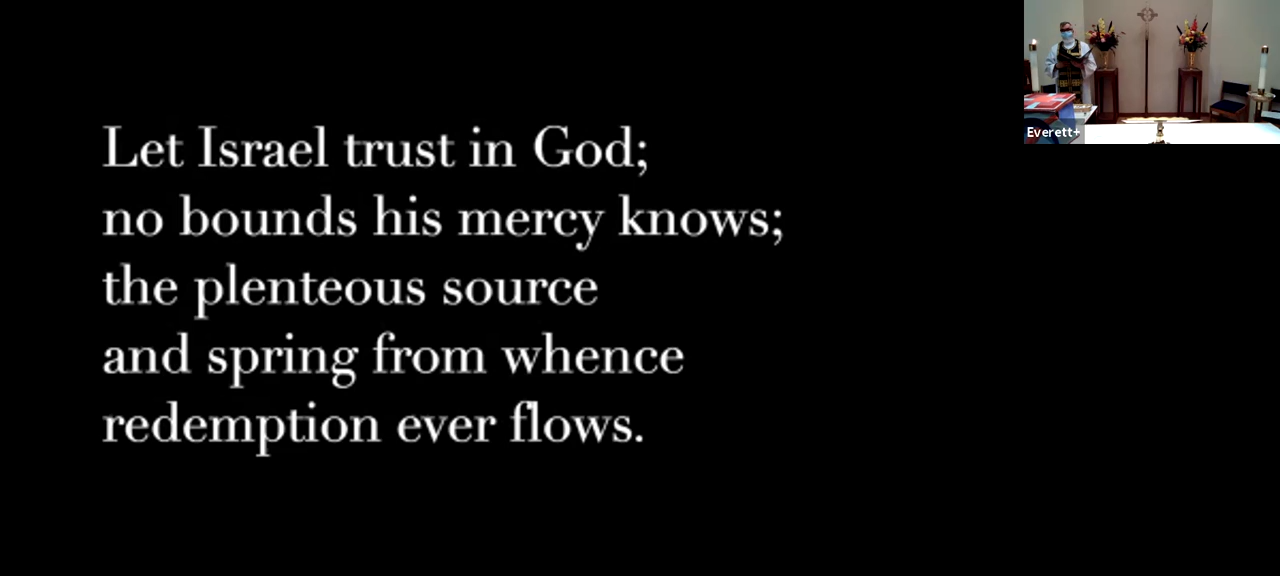 Let Israel trust in God;
no bounds his mercy knows;
the plenteous source
and spring from whence
redemption ever flows.
Everett+